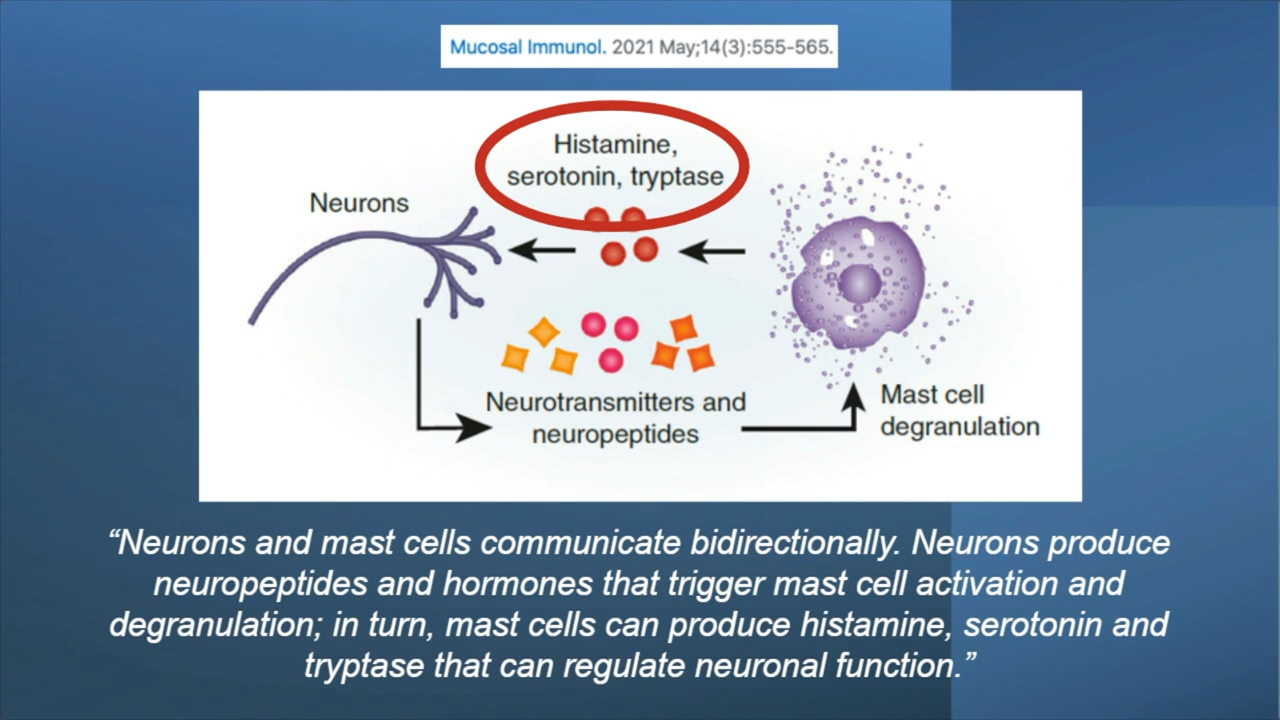 Mucosal Immunol. 2021 May;14(3):555-565.
Histamine,
serotonin, tryptase
Neurons
Neurotransmitters and
neuropeptides
Mast cell
degranulation
“Neurons and mast cells communicate bidirectionally. Neurons produce
neuropeptides and hormones that trigger mast cell activation and
degranulation; in turn, mast cells can produce histamine, serotonin and
tryptase that can regulate neuronal function.”